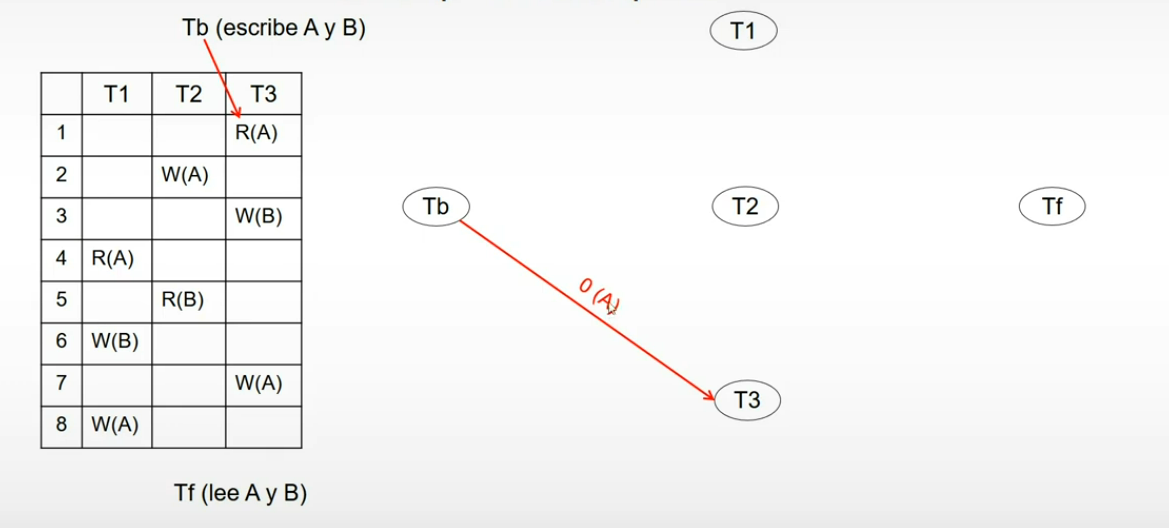 Tb (escribe A y B)
T1
T1 T2 T3
1 R(A)
2 W(A)
3 W(B)
Tb T2 Tf
4 R(A)
5 R(B)
0 (A)
6 W(B)
7 W(A)
T3
8 W(A)
Tf (lee A y B)